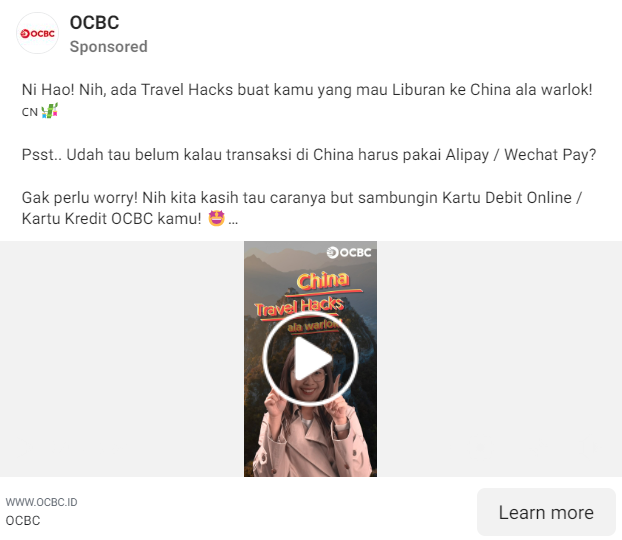 OCBC
OCBC
Sponsored
Ni Hao! Nih, ada Travel Hacks buat kamu yang mau Liburan ke China ala warlok!
CN
Psst.. Udah tau belum kalau transaksi di China harus pakai Alipay / Wechat Pay?
Gak perlu worry! Nih kita kasih tau caranya but sambungin Kartu Debit Online /
Kartu Kredit OCBC kamu! 🤩 ...
OCBC
China
Travel Hacks
ala warlok!
WWW.OCBC.ID
OCBC
Learn more